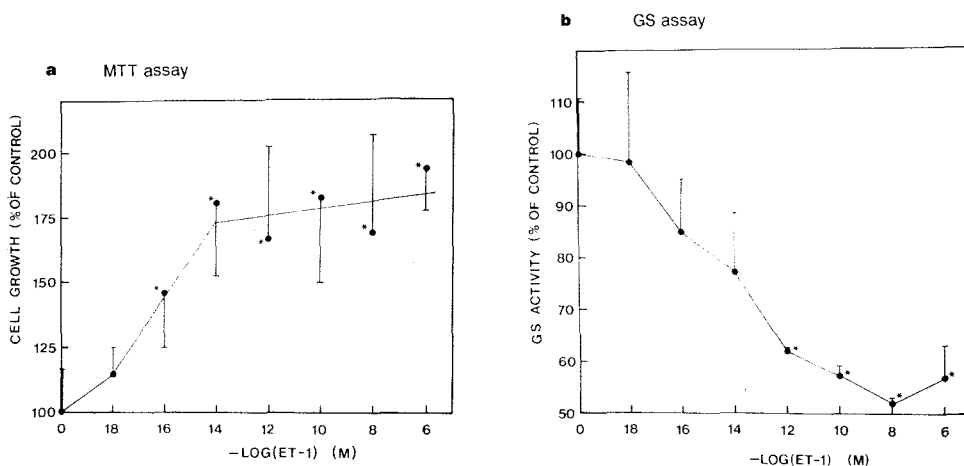 a MTT assay
CELL GROWTH (% OF CONTROL)
200
175
150
125
100
* * * * * *
0 18 16 14 12 10 8 6
−LOG(ET-1) (M)
b GS assay
GS ACTIVITY (% OF CONTROL)
110
100
90
80
70
60
50
* * * *
0 18 16 14 12 10 8 6
−LOG(ET-1) (M)